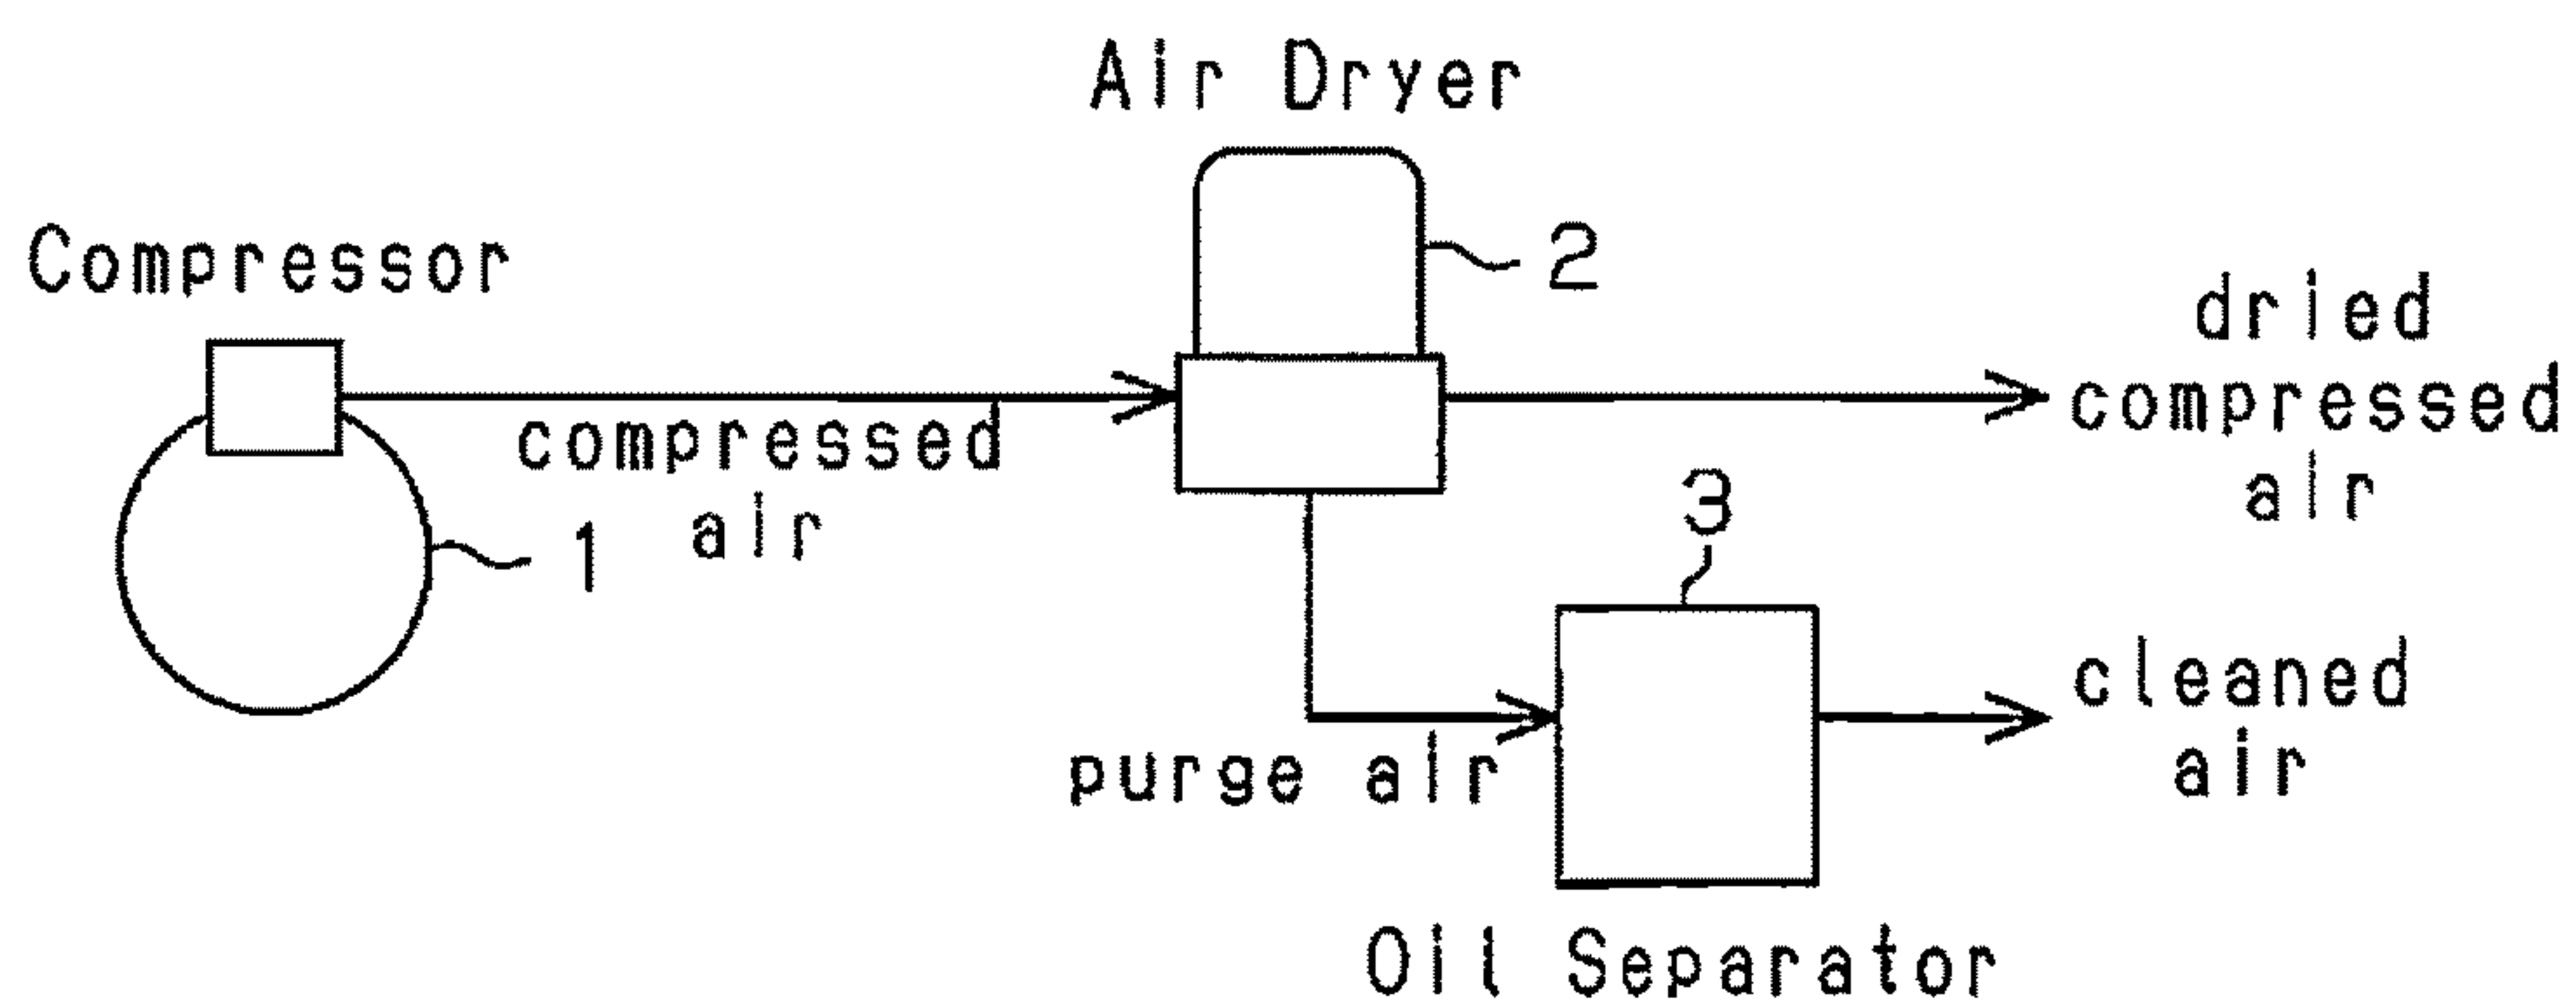 Air Dryer
Compressor
2
dried
compressed
air
compressed
air
1
3
cleaned
air
purge air
Oil Separator